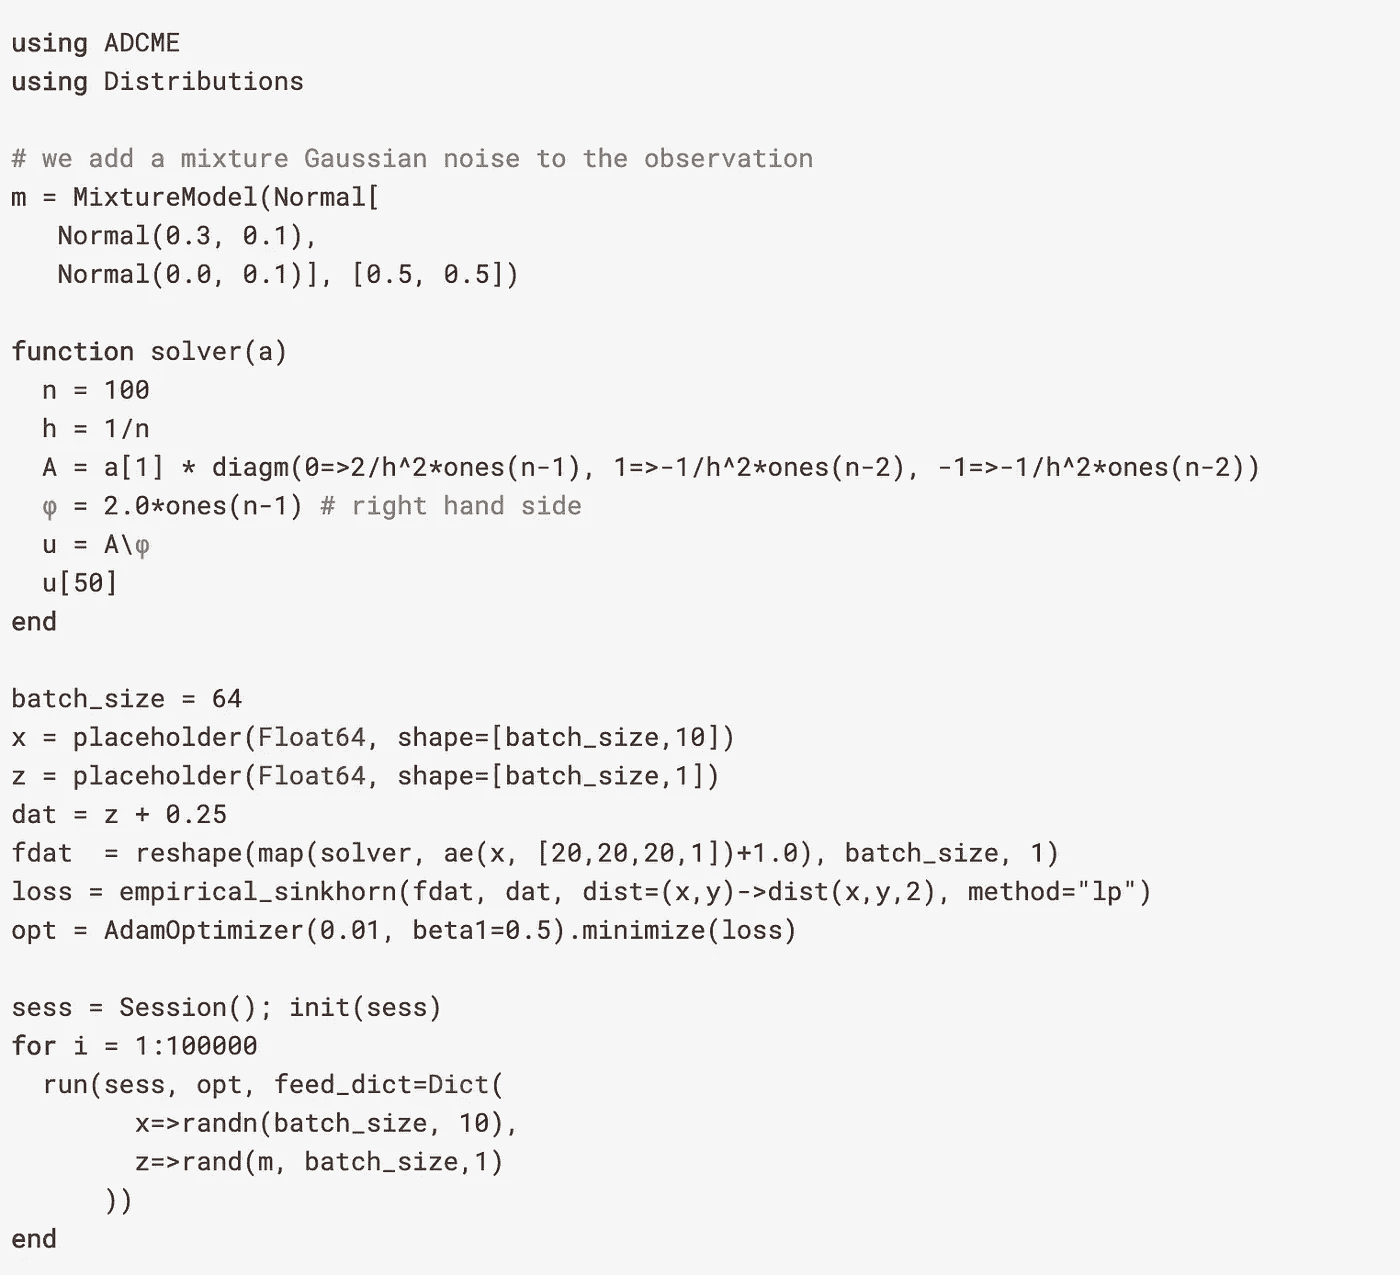 using ADCME
using Distributions

# we add a mixture Gaussian noise to the observation
m = MixtureModel(Normal[
   Normal(0.3, 0.1),
   Normal(0.0, 0.1)], [0.5, 0.5])

function solver(a)
  n = 100
  h = 1/n
  A = a[1] * diagm(0=>2/h^2*ones(n-1), 1=>-1/h^2*ones(n-2), -1=>-1/h^2*ones(n-2))
  φ = 2.0*ones(n-1) # right hand side
  u = A\φ
  u[50]
end

batch_size = 64
x = placeholder(Float64, shape=[batch_size,10])
z = placeholder(Float64, shape=[batch_size,1])
dat = z + 0.25
fdat  = reshape(map(solver, ae(x, [20,20,20,1])+1.0), batch_size, 1)
loss = empirical_sinkhorn(fdat, dat, dist=(x,y)->dist(x,y,2), method="lp")
opt = AdamOptimizer(0.01, beta1=0.5).minimize(loss)

sess = Session(); init(sess)
for i = 1:100000
  run(sess, opt, feed_dict=Dict(
        x=>randn(batch_size, 10),
        z=>rand(m, batch_size,1)
      ))
end